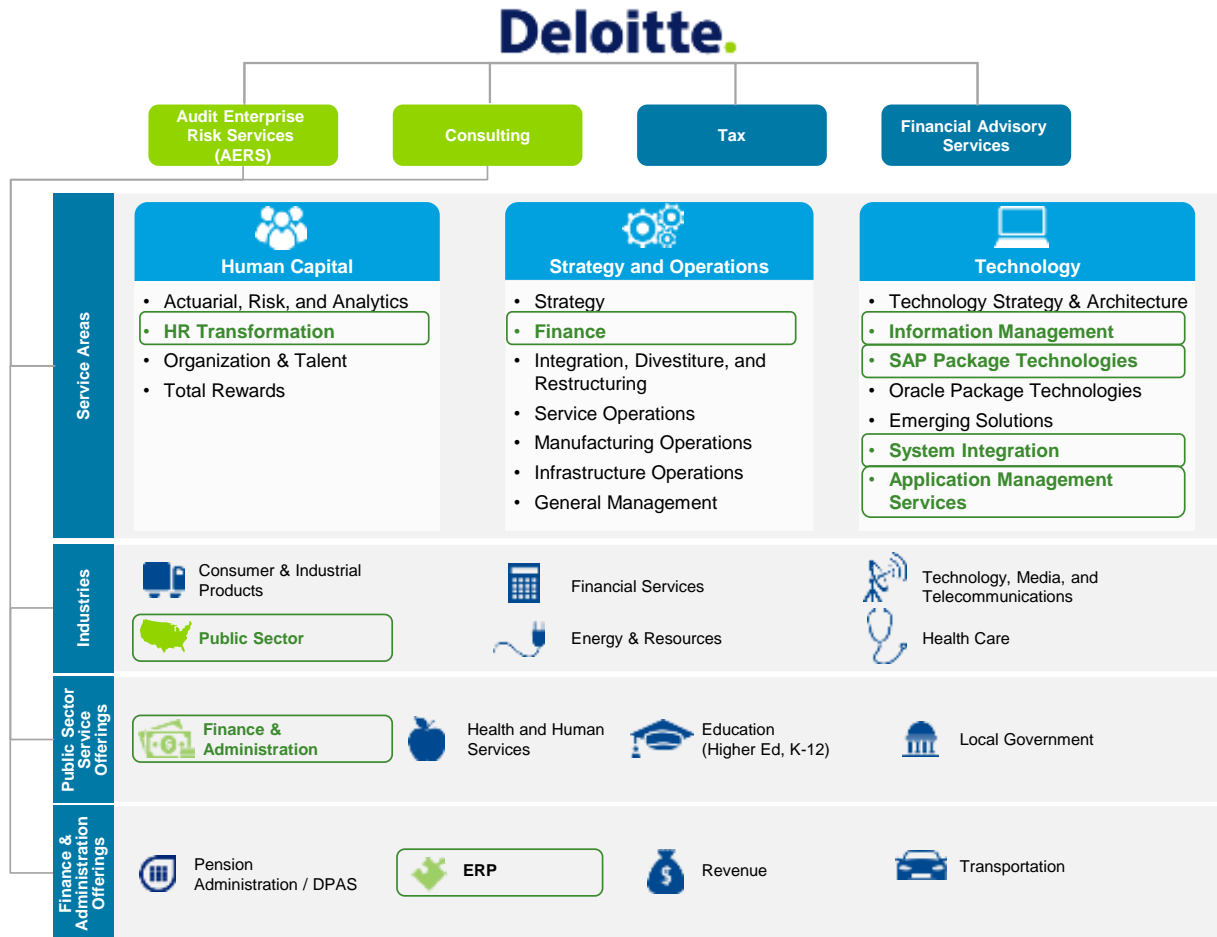 Deloitte.
Audit Enterprise
Risk Services
(AERS)
Consulting
Tax
Financial Advisory
Services
Service Areas
Human Capital
• Actuarial, Risk, and Analytics
• HR Transformation
• Organization & Talent
• Total Rewards
Strategy and Operations
• Strategy
• Finance
• Integration, Divestiture, and
Restructuring
• Service Operations
• Manufacturing Operations
• Infrastructure Operations
• General Management
Technology
• Technology Strategy & Architecture
• Information Management
• SAP Package Technologies
• Oracle Package Technologies
• Emerging Solutions
• System Integration
• Application Management
Services
Industries
Consumer & Industrial
Products
Financial Services
Technology, Media, and
Telecommunications
Public Sector
Energy & Resources
Health Care
Public Sector
Service
Offerings
Finance &
Administration
Health and Human
Services
Education
(Higher Ed, K-12)
Local Government
Finance &
Administration
Offerings
Pension
Administration / DPAS
ERP
Revenue
Transportation